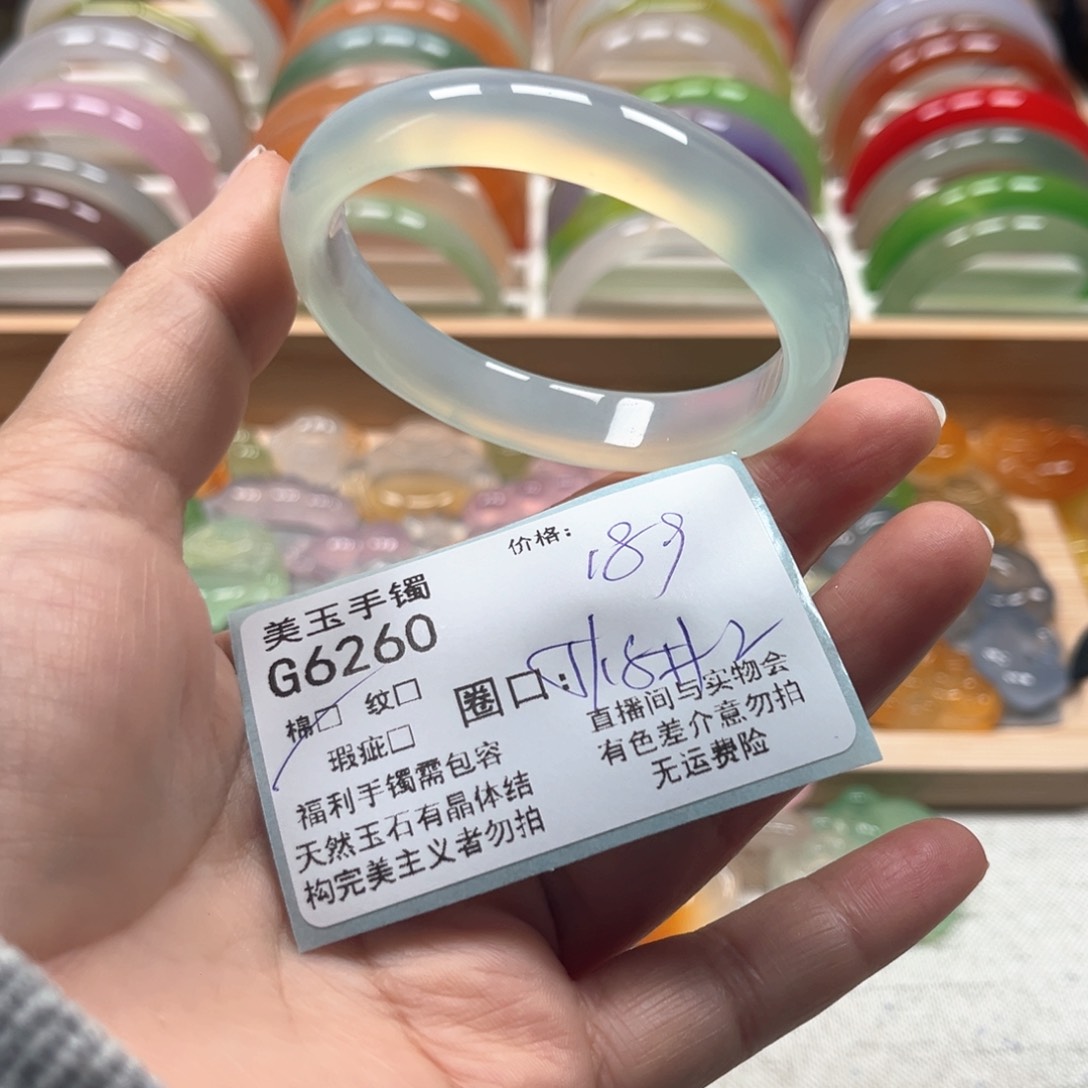 价格: 189
美玉手镯
G6260
棉□ 纹□
瑕疵□
圈口:
福利手镯需包容
天然玉石有晶体结
构完美主义者勿拍
直播间与实物会
有色差介意勿拍
无运费险